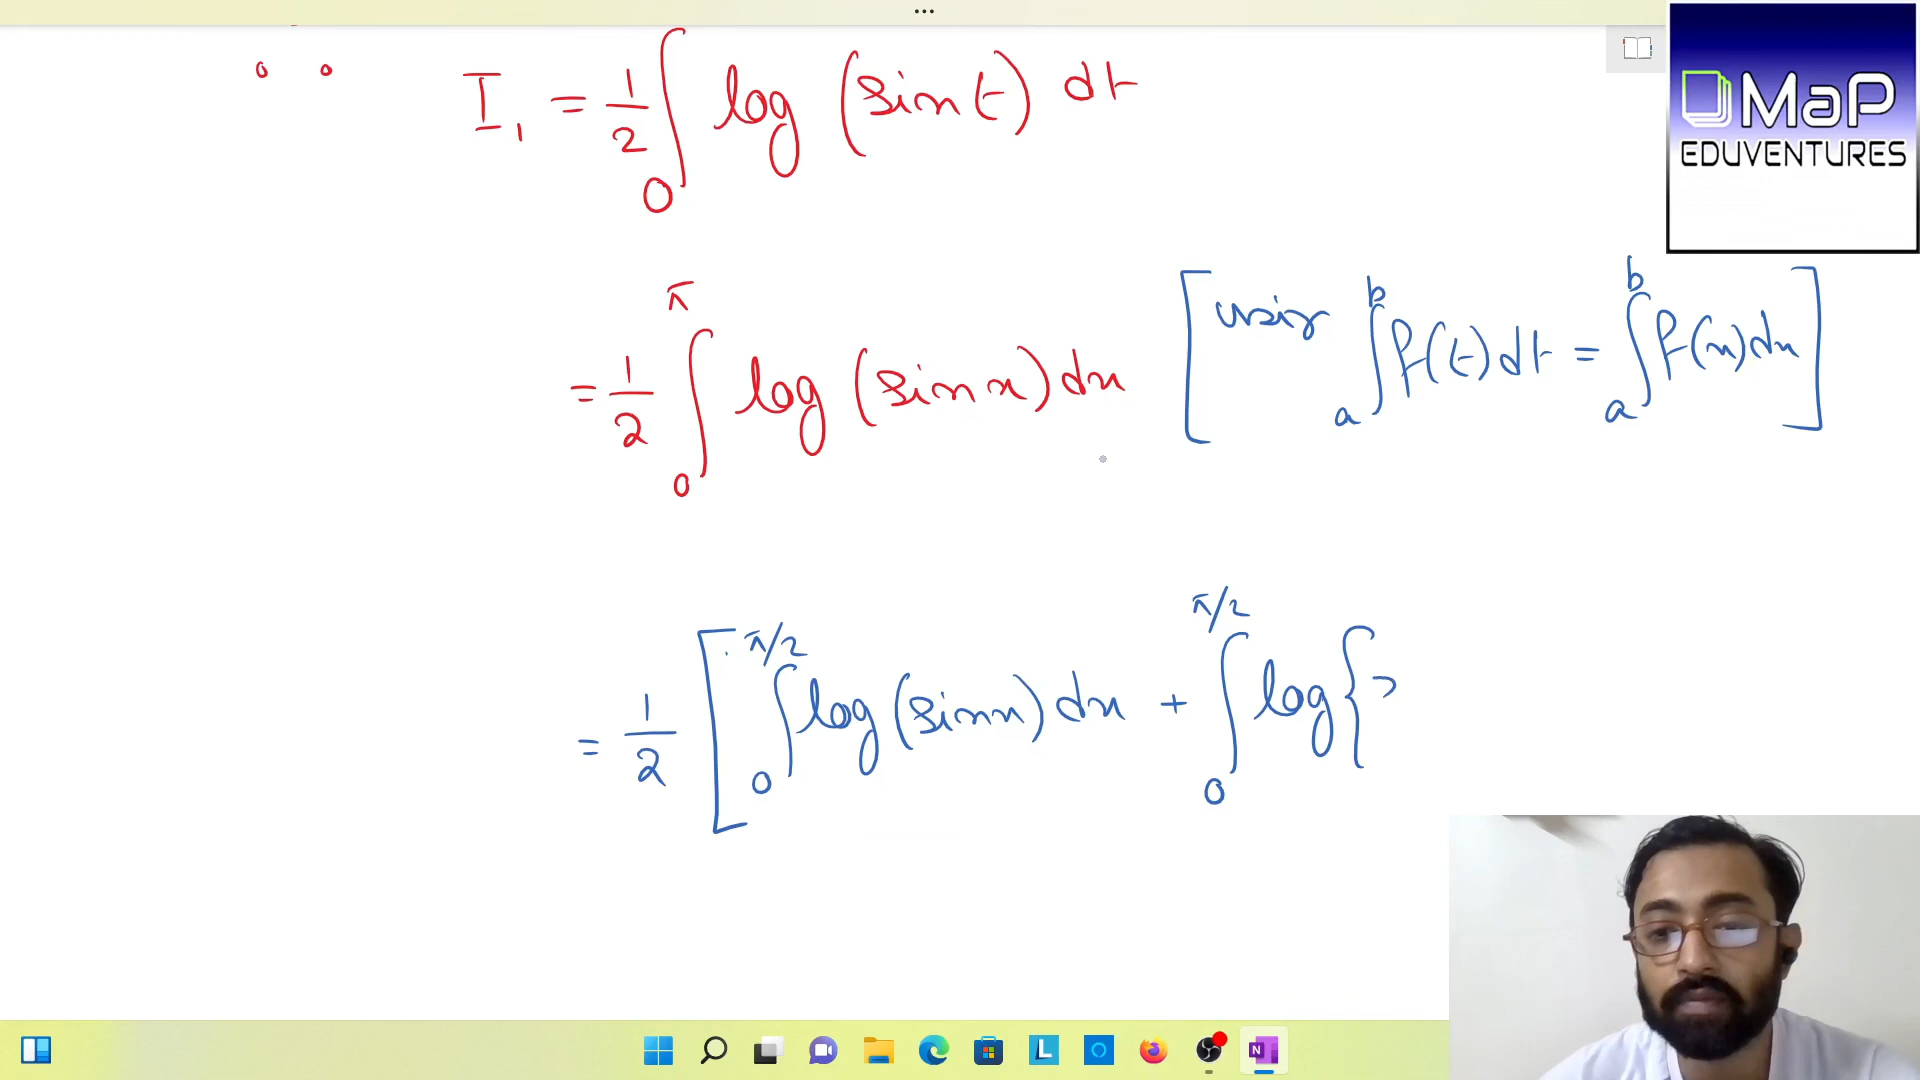 ...
∴ I₁ = 1/2 ∫₀ log (sin t) dt
= 1/2 ∫₀^π log (sin x) dx [using ∫ₐᵇ f(t) dt = ∫ₐᵇ f(x) dx]
= 1/2 [ ∫₀^π/2 log (sin x) dx + ∫₀^π/2 log {
MaP
EDUVENTURES